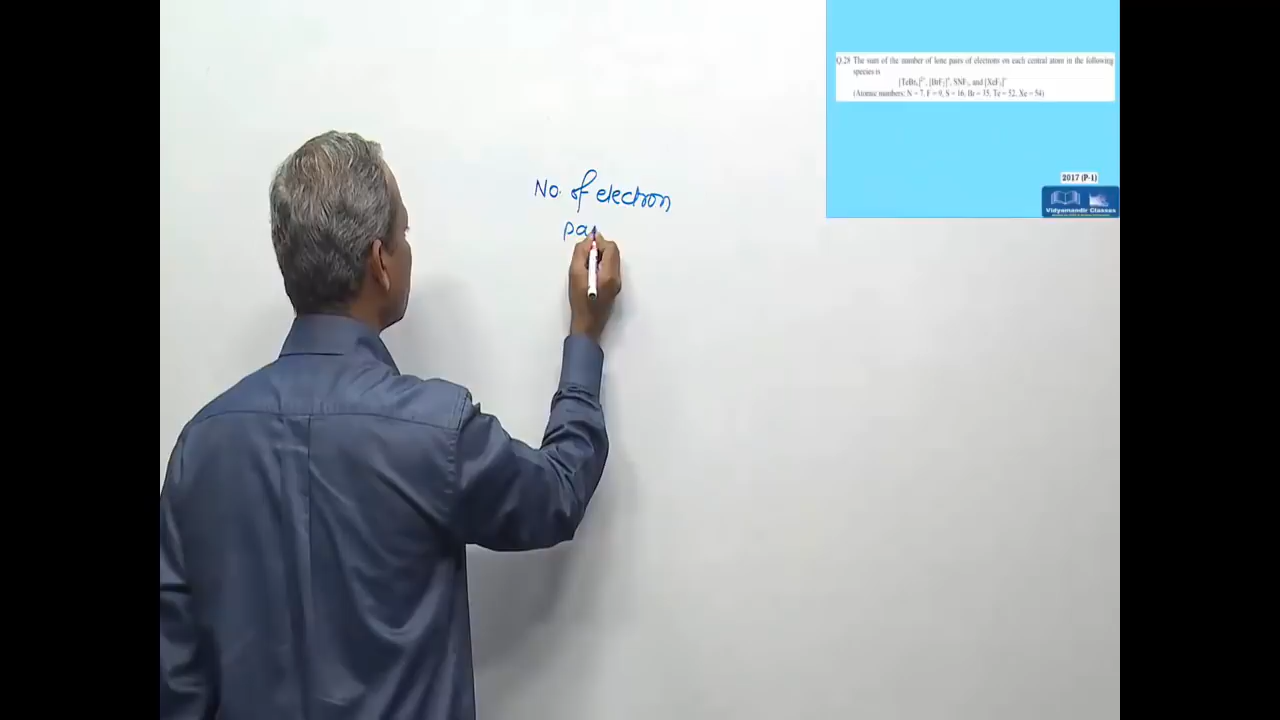 No. of electron
pa
Q.28 The sum of the number of lone pairs of electrons on each central atom in the following
species is
[TeBr₆]²⁻, [BrF₂]⁺, SNF₃, and [XeF₃]⁻
(Atomic numbers: N = 7, F = 9, S = 16, Br = 35, Te = 52, Xe = 54)
2017 (P-1)
Vidyamandir Classes